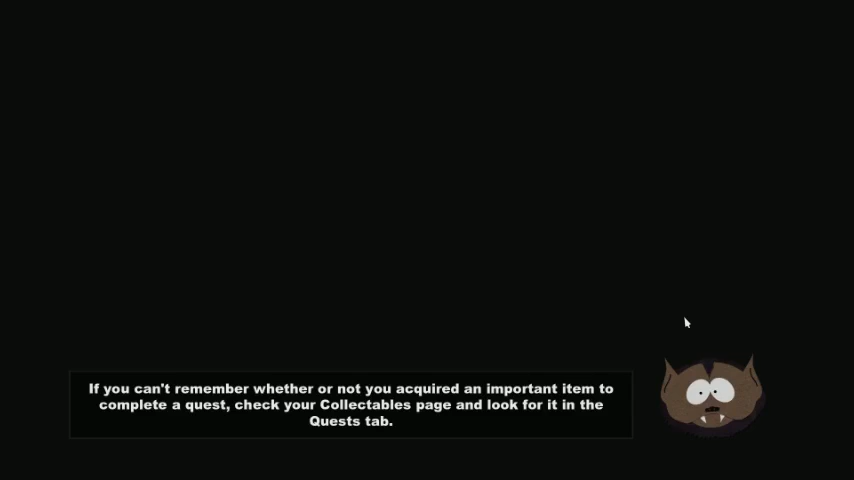 If you can't remember whether or not you acquired an important item to
complete a quest, check your Collectables page and look for it in the
Quests tab.